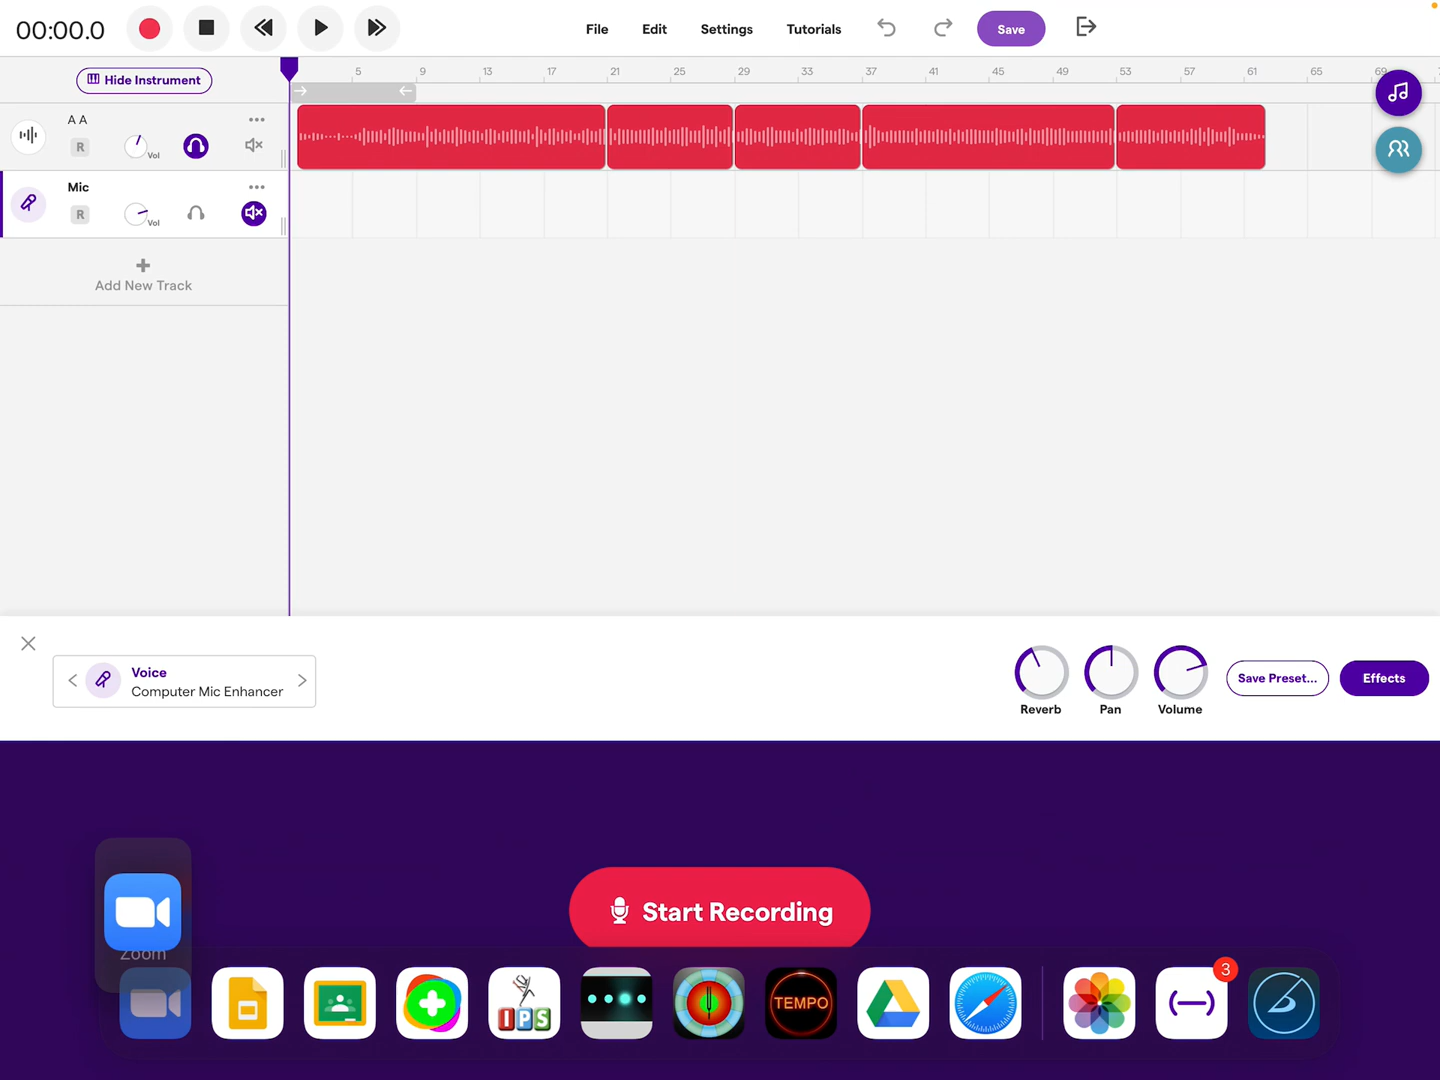 00:00.0
File
Edit
Settings
Tutorials
Save
Hide Instrument
5 9 13 17 21 25 29 33 37 41 45 49 53 57 61 65 69
A A
R
Vol
Mic
R
Vol
Add New Track
Voice
Computer Mic Enhancer
Reverb
Pan
Volume
Save Preset...
Effects
Start Recording
Zoom
IPS
TEMPO
3